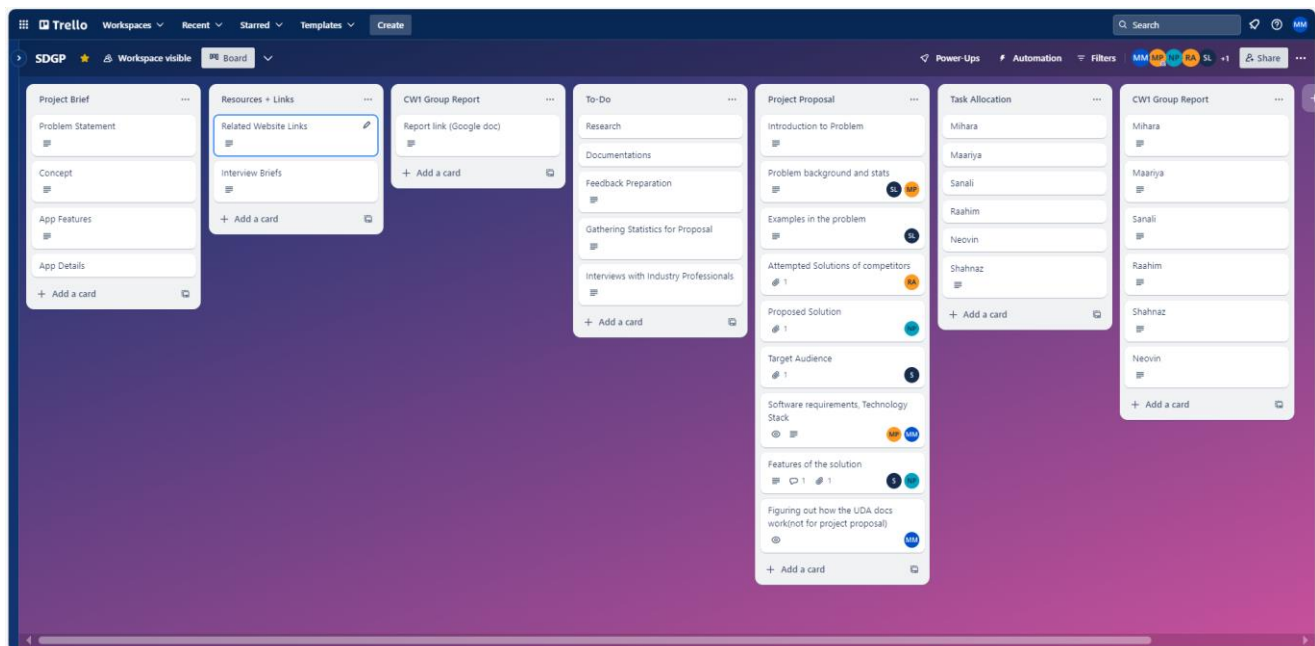 Trello Workspaces Recent Starred Templates Create Search MM
SDGP Workspace visible Board Power-Ups Automation Filters MM MP NP RA SL +1 Share
Project Brief
Problem Statement
Concept
App Features
App Details
+ Add a card
Resources + Links
Related Website Links
Interview Briefs
+ Add a card
CW1 Group Report
Report link (Google doc)
+ Add a card
To-Do
Research
Documentations
Feedback Preparation
Gathering Statistics for Proposal
Interviews with Industry Professionals
+ Add a card
Project Proposal
Introduction to Problem
Problem background and stats
SL MP
Examples in the problem
SL
Attempted Solutions of competitors
1 RA
Proposed Solution
1 NP
Target Audience
1 S
Software requirements, Technology
Stack
MP MM
Features of the solution
1 1 S NP
Figuring out how the UDA docs
work(not for project proposal)
MM
+ Add a card
Task Allocation
Mihara
Maariya
Sanali
Raahim
Neovin
Shahnaz
+ Add a card
CW1 Group Report
Mihara
Maariya
Sanali
Raahim
Shahnaz
Neovin
+ Add a card